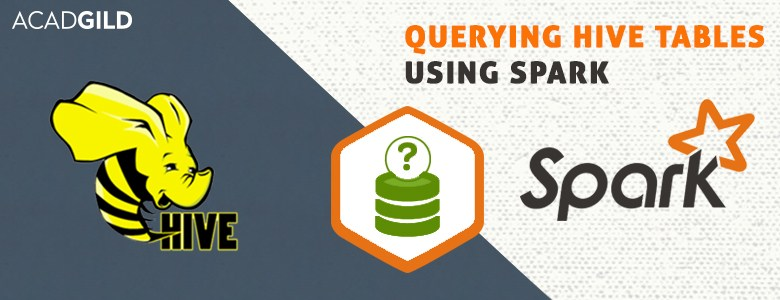 ACADGILD
QUERYING HIVE TABLES
USING SPARK
?
HIVE
Spark